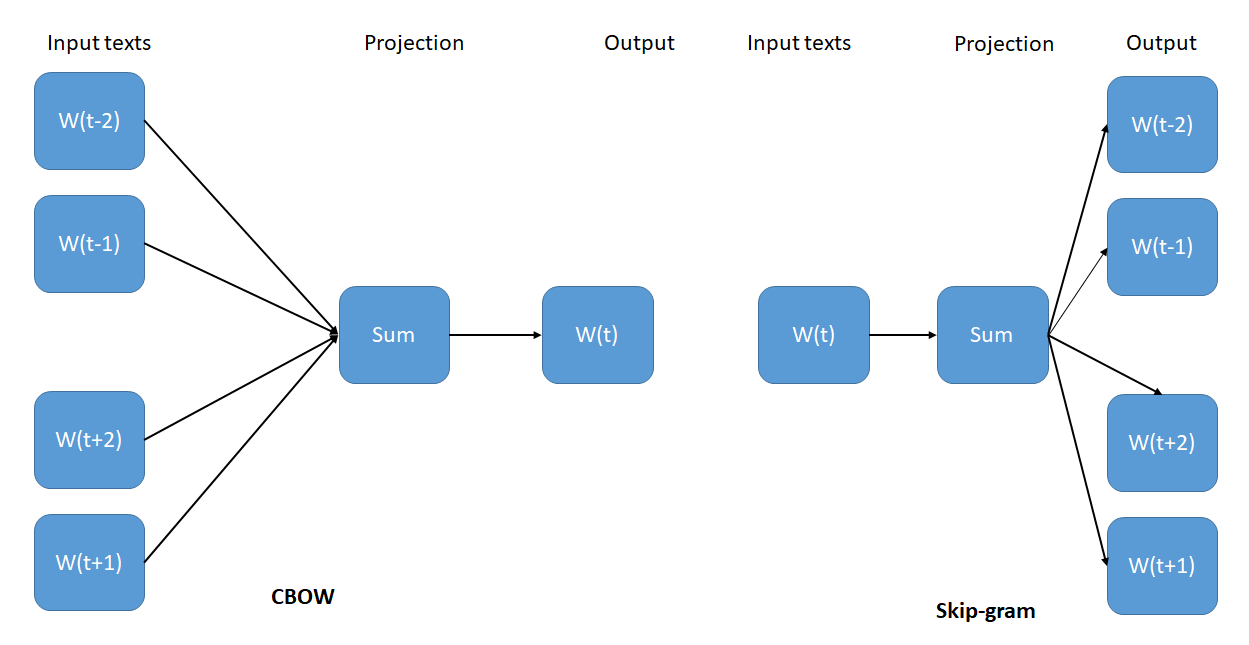 Input texts
Projection
Output
W(t-2)
W(t-1)
Sum
W(t)
W(t+2)
W(t+1)
CBOW
Input texts
Projection
Output
W(t-2)
W(t-1)
W(t)
Sum
W(t+2)
W(t+1)
Skip-gram